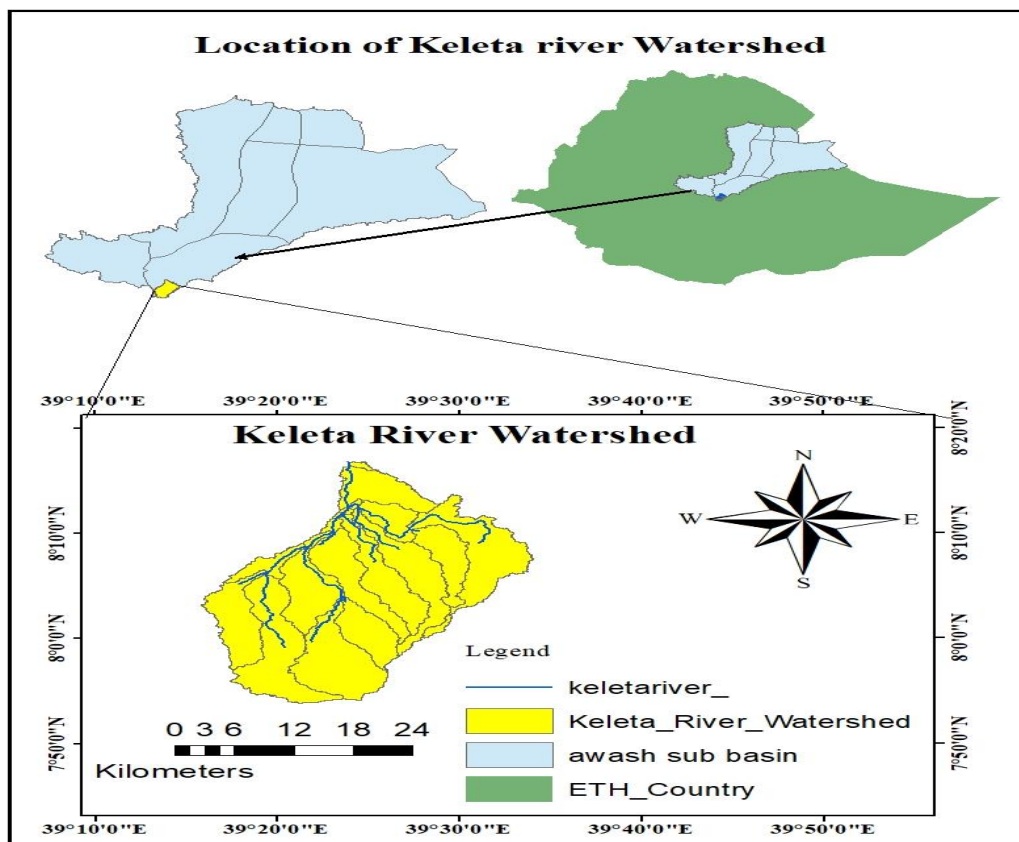 Location of Keleta river Watershed
39°10'0"E 39°20'0"E 39°30'0"E 39°40'0"E 39°50'0"E
Keleta River Watershed
8°20'0"N
N
W E
S
8°10'0"N 8°10'0"N
8°0'0"N 8°0'0"N
7°50'0"N 7°50'0"N
Legend
keletariver_
Keleta_River_Watershed
awash sub basin
ETH_Country
0 3 6 12 18 24
Kilometers
39°10'0"E 39°20'0"E 39°30'0"E 39°40'0"E 39°50'0"E